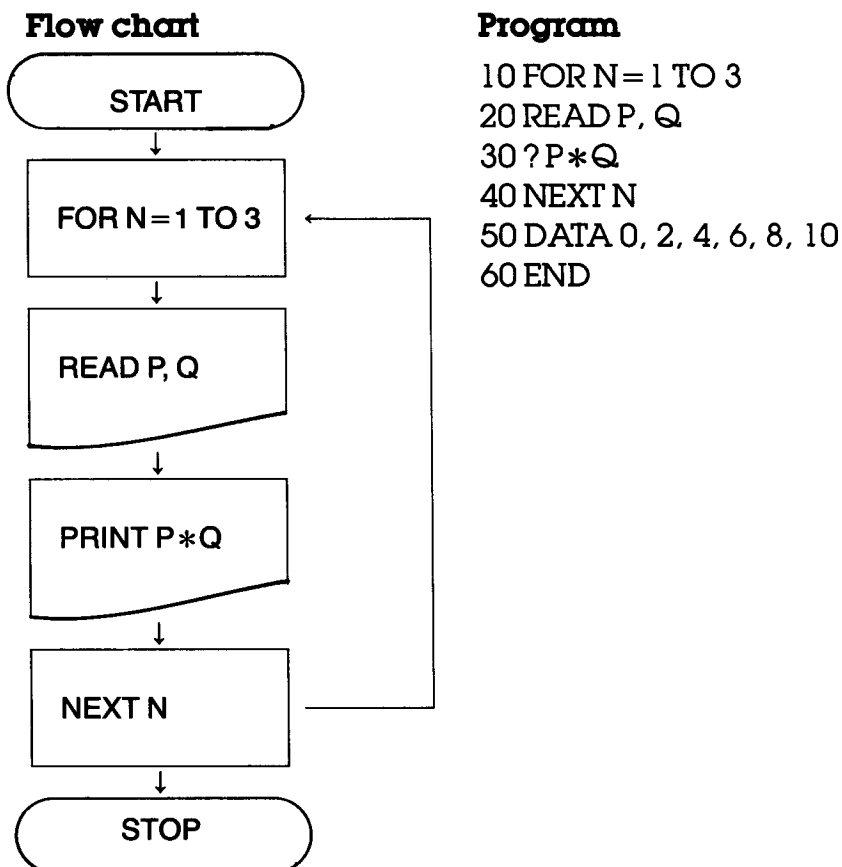 Flow chart
START
FOR N=1 TO 3
READ P, Q
PRINT P*Q
NEXT N
STOP
Program
10 FOR N=1 TO 3
20 READ P, Q
30 ? P*Q
40 NEXT N
50 DATA 0, 2, 4, 6, 8, 10
60 END